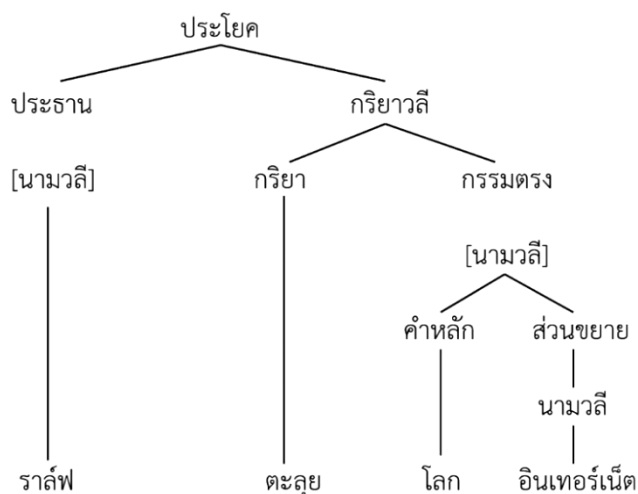 ประโยค
ประธาน กริยาวลี
[นามวลี] กริยา กรรมตรง
[นามวลี]
คำหลัก ส่วนขยาย
นามวลี
ราล์ฟ ตะลุย โลก อินเทอร์เน็ต